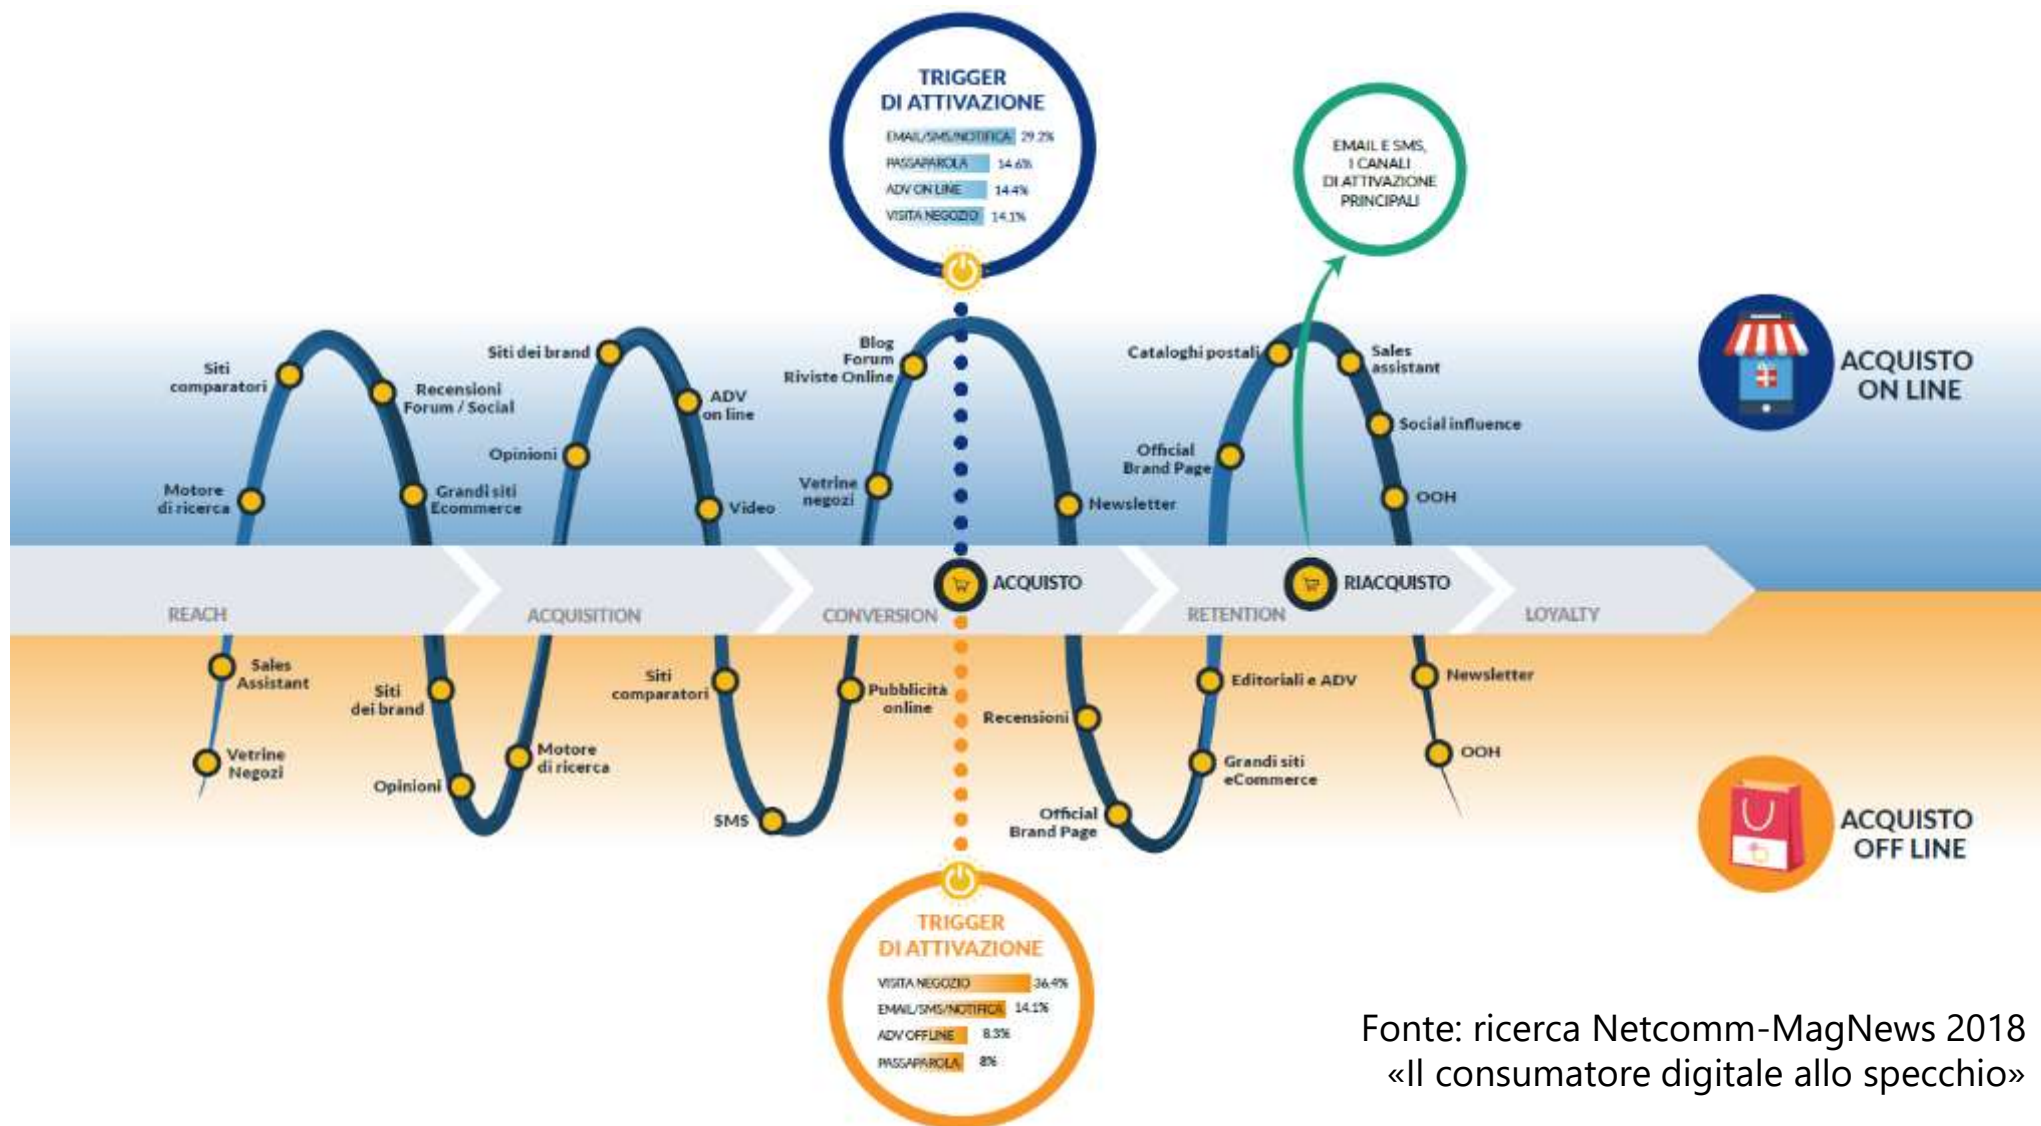 TRIGGER
DI ATTIVAZIONE
EMAIL/SMS/NOTIFICA 29.2%
PASSAPAROLA 14.6%
ADV ON LINE 14.4%
VISITA NEGOZIO 14.1%
EMAIL E SMS,
I CANALI
DI ATTIVAZIONE
PRINCIPALI
Siti
comparatori
Recensioni
Forum / Social
Motore
di ricerca
Grandi siti
Ecommerce
Siti dei brand
ADV
on line
Opinioni
Video
Blog
Forum
Riviste Online
Vetrine
negozi
Newsletter
Cataloghi postali
Sales
assistant
Official
Brand Page
Social influence
OOH
ACQUISTO
ON LINE
REACH
ACQUISITION
CONVERSION
ACQUISTO
RETENTION
RIACQUISTO
LOYALTY
Sales
Assistant
Vetrine
Negozi
Siti
dei brand
Opinioni
Motore
di ricerca
Siti
comparatori
SMS
Pubblicità
online
Recensioni
Official
Brand Page
Editoriali e ADV
Grandi siti
eCommerce
Newsletter
OOH
ACQUISTO
OFF LINE
TRIGGER
DI ATTIVAZIONE
VISITA NEGOZIO 36.4%
EMAIL/SMS/NOTIFICA 14.1%
ADV OFFLINE 8.3%
PASSAPAROLA 8%
Fonte: ricerca Netcomm-MagNews 2018
«Il consumatore digitale allo specchio»